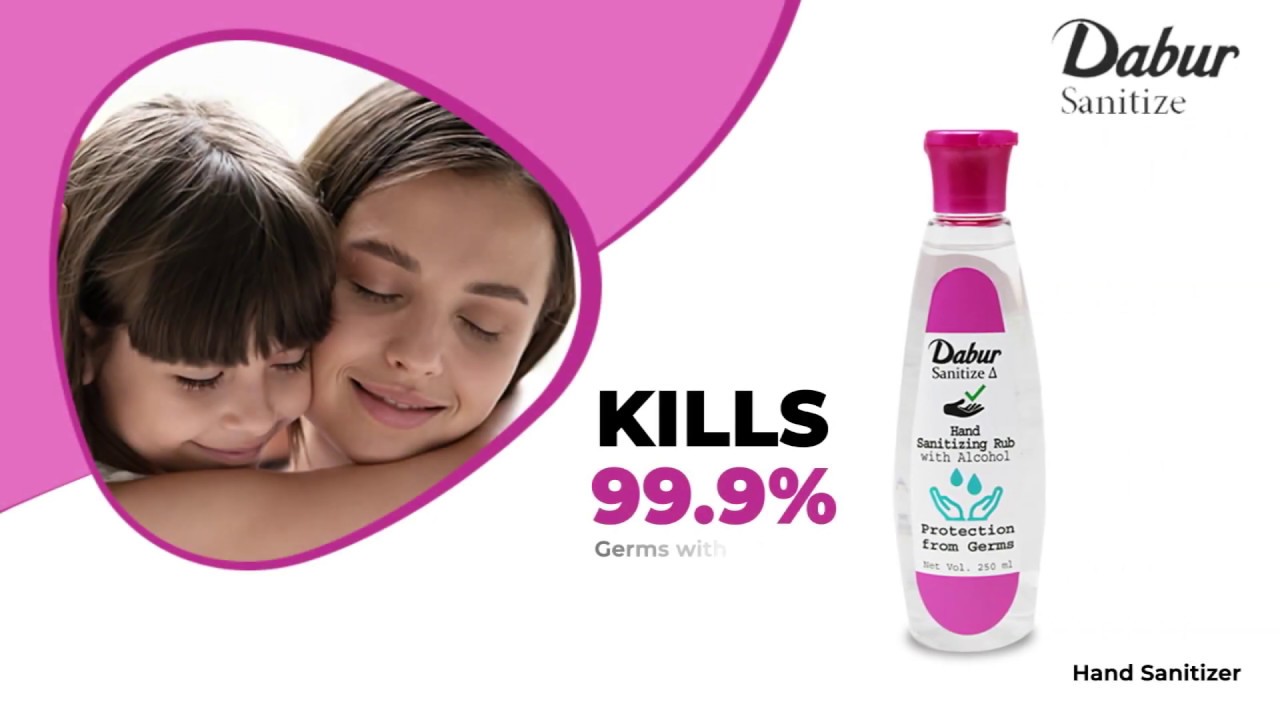 Dabur
Sanitize
Dabur
Sanitize Δ
Hand
Sanitizing Rub
with Alcohol
Protection
from Germs
Net Vol. 250 ml
KILLS
99.9%
Germs with
Hand Sanitizer